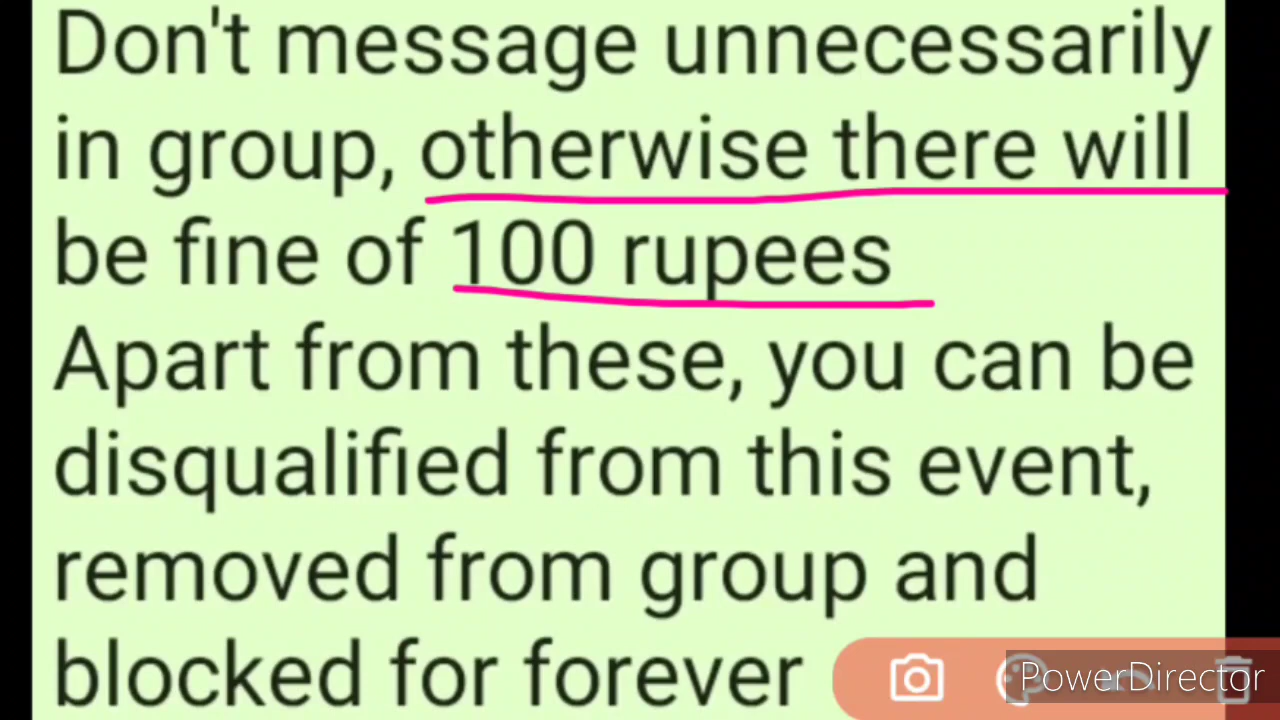 Don't message unnecessarily
in group, otherwise there will
be fine of 100 rupees
Apart from these, you can be
disqualified from this event,
removed from group and
blocked for forever
PowerDirector